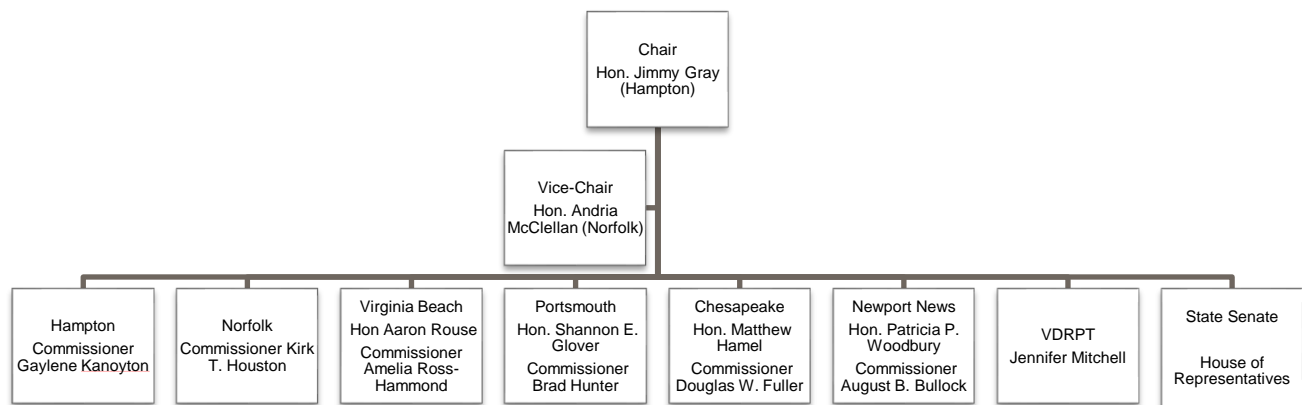 Chair
Hon. Jimmy Gray
(Hampton)
Vice-Chair
Hon. Andria
McClellan (Norfolk)
Hampton
Commissioner
Gaylene Kanoyton
Norfolk
Commissioner Kirk
T. Houston
Virginia Beach
Hon Aaron Rouse
Commissioner
Amelia Ross-
Hammond
Portsmouth
Hon. Shannon E.
Glover
Commissioner
Brad Hunter
Chesapeake
Hon. Matthew
Hamel
Commissioner
Douglas W. Fuller
Newport News
Hon. Patricia P.
Woodbury
Commissioner
August B. Bullock
VDRPT
Jennifer Mitchell
State Senate
House of
Representatives